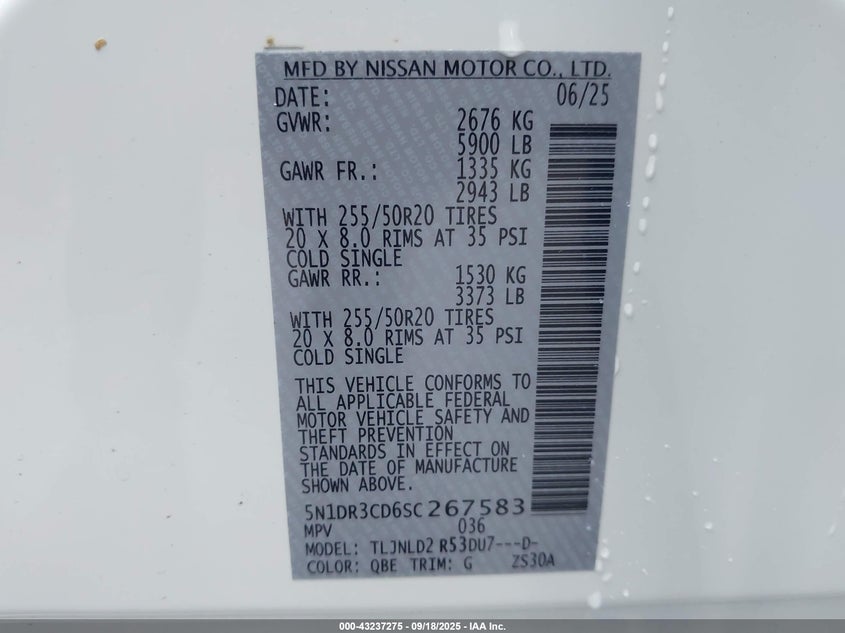 MFD BY NISSAN MOTOR CO., LTD.
DATE: 06/25
GVWR: 2676 KG
5900 LB
GAWR FR.: 1335 KG
2943 LB
WITH 255/50R20 TIRES
20 X 8.0 RIMS AT 35 PSI
COLD SINGLE
GAWR RR.: 1530 KG
3373 LB
WITH 255/50R20 TIRES
20 X 8.0 RIMS AT 35 PSI
COLD SINGLE
THIS VEHICLE CONFORMS TO
ALL APPLICABLE FEDERAL
MOTOR VEHICLE SAFETY AND
THEFT PREVENTION
STANDARDS IN EFFECT ON
THE DATE OF MANUFACTURE
SHOWN ABOVE.
5N1DR3CD6SC267583
MPV 036
MODEL: TLJNLD2 R53DU7---D-
COLOR: QBE TRIM: G ZS30A
000-43237275 - 09/18/2025 - IAA Inc.